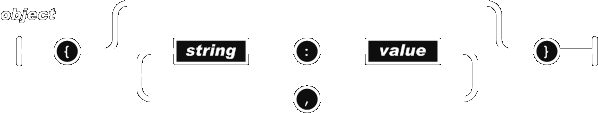 object
{ string : value }
,